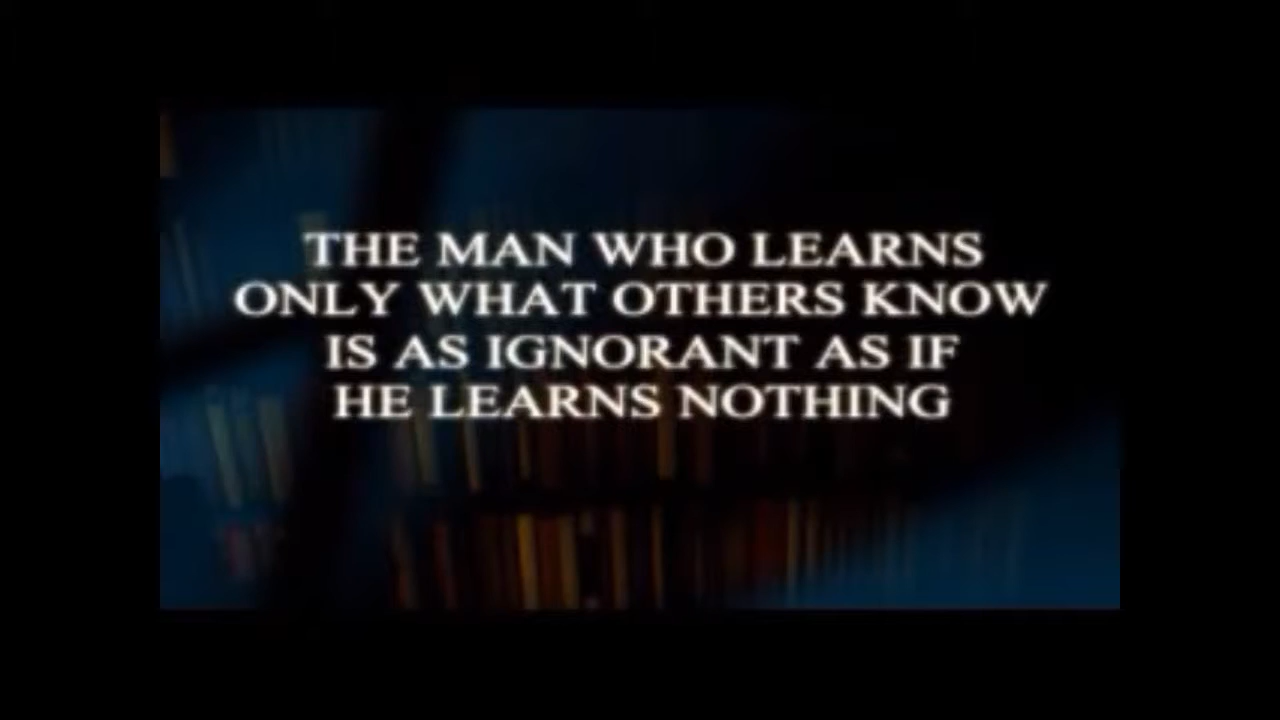 THE MAN WHO LEARNS
ONLY WHAT OTHERS KNOW
IS AS IGNORANT AS IF
HE LEARNS NOTHING